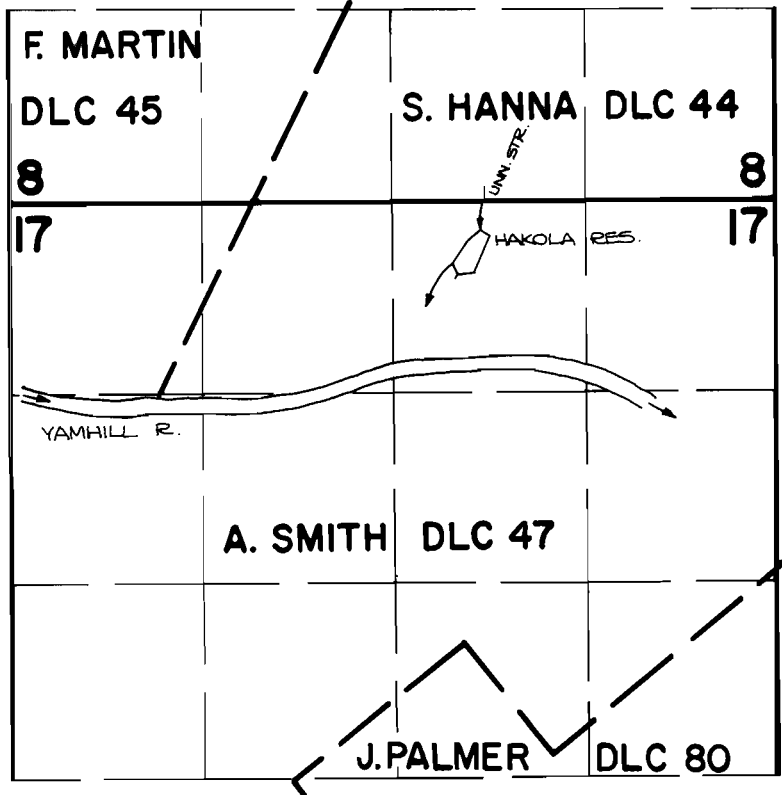 F. MARTIN
DLC 45
S. HANNA DLC 44
UNN. STR.
8
8
17
17
HAKOLA RES.
YAMHILL R.
A. SMITH DLC 47
J. PALMER DLC 80